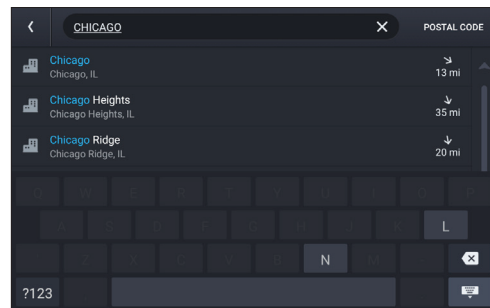 CHICAGO
POSTAL CODE
Chicago
Chicago, IL
13 mi
Chicago Heights
Chicago Heights, IL
35 mi
Chicago Ridge
Chicago Ridge, IL
20 mi
Q W E R T Y U I O P
A S D F G H J K L
Z X C V B N M
?123